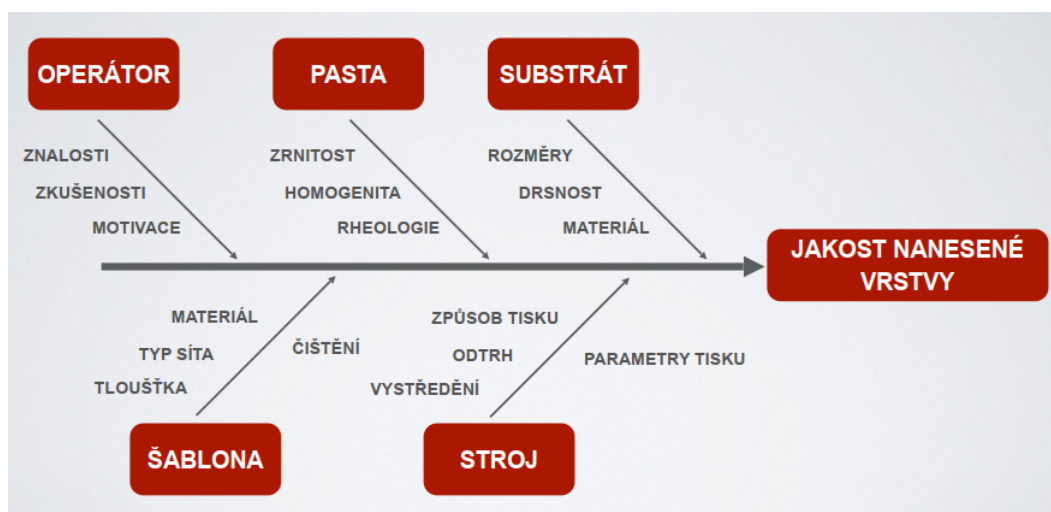 OPERÁTOR
PASTA
SUBSTRÁT
ZNALOSTI
ZKUŠENOSTI
MOTIVACE
ZRNITOST
HOMOGENITA
RHEOLOGIE
ROZMĚRY
DRSNOST
MATERIÁL
JAKOST NANESENÉ
VRSTVY
MATERIÁL
TYP SÍTA
TLOUŠŤKA
ČIŠTĚNÍ
ZPŮSOB TISKU
ODTRH
VYSTŘEDĚNÍ
PARAMETRY TISKU
ŠABLONA
STROJ